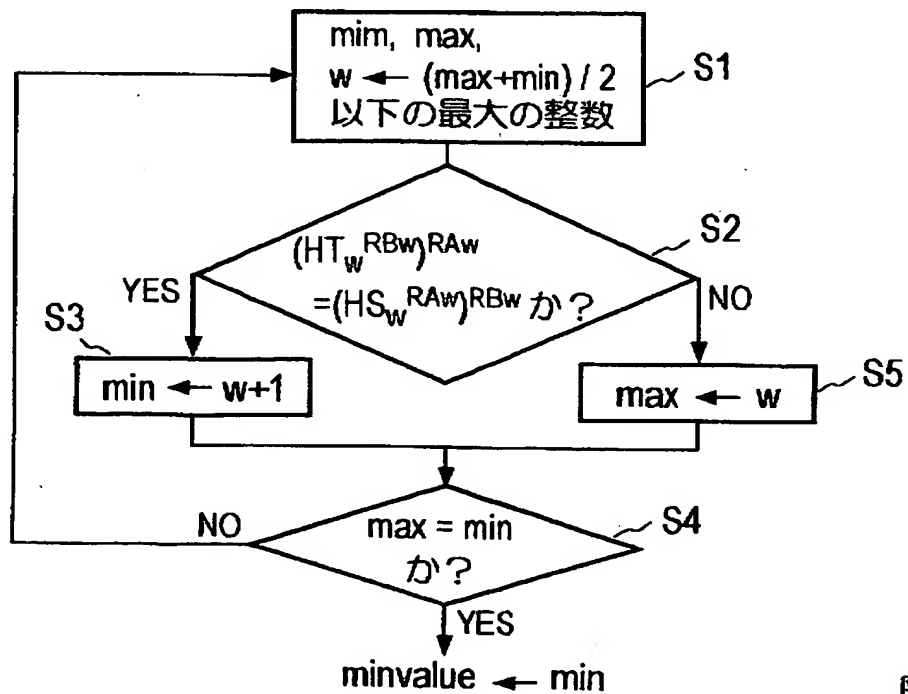 mim, max,
w ← (max+min) / 2
以下の最大の整数
S1
(HT_w^RBw)^RAw
=(HS_w^RAw)^RBw か?
S2
YES
NO
S3
min ← w+1
max ← w
S5
NO
max = min
か?
S4
YES
minvalue ← min